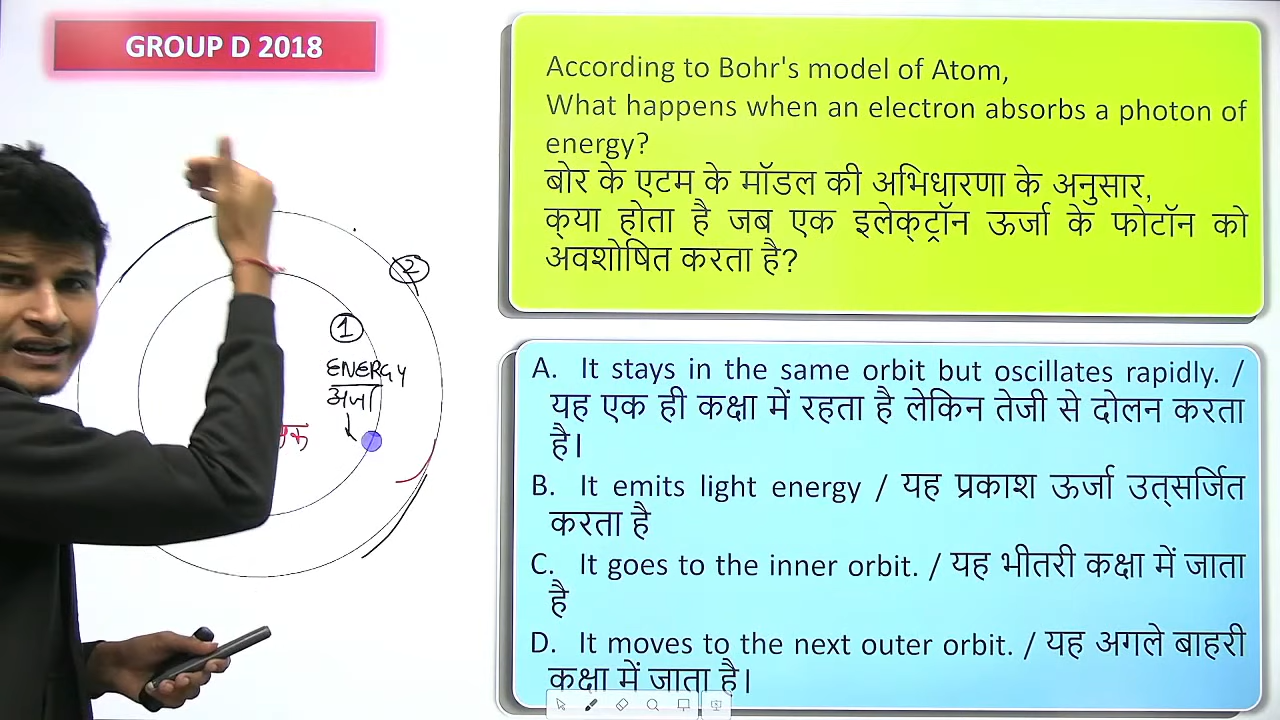 GROUP D 2018
According to Bohr's model of Atom,
What happens when an electron absorbs a photon of
energy?
बोर के एटम के मॉडल की अभिधारणा के अनुसार,
क्या होता है जब एक इलेक्ट्रॉन ऊर्जा के फोटॉन को
अवशोषित करता है?
2
1
ENERGY
A. It stays in the same orbit but oscillates rapidly. /
यह एक ही कक्षा में रहता है लेकिन तेजी से दोलन करता
है।
B. It emits light energy / यह प्रकाश ऊर्जा उत्सर्जित
करता है
C. It goes to the inner orbit. / यह भीतरी कक्षा में जाता
है
D. It moves to the next outer orbit. / यह अगले बाहरी
कक्षा में जाता है।